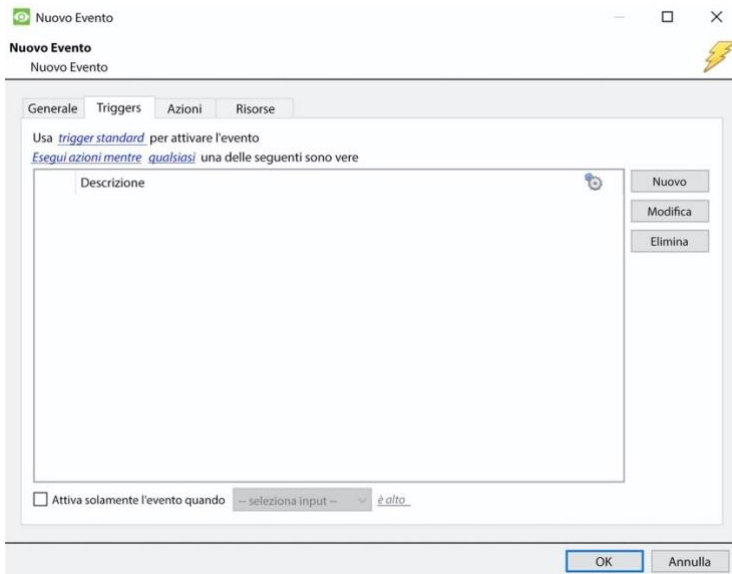 Nuovo Evento
Nuovo Evento
Nuovo Evento
Generale Triggers Azioni Risorse
Usa trigger standard per attivare l'evento
Esegui azioni mentre qualsiasi una delle seguenti sono vere
Descrizione
Nuovo
Modifica
Elimina
Attiva solamente l'evento quando -- seleziona input -- è alto
OK Annulla